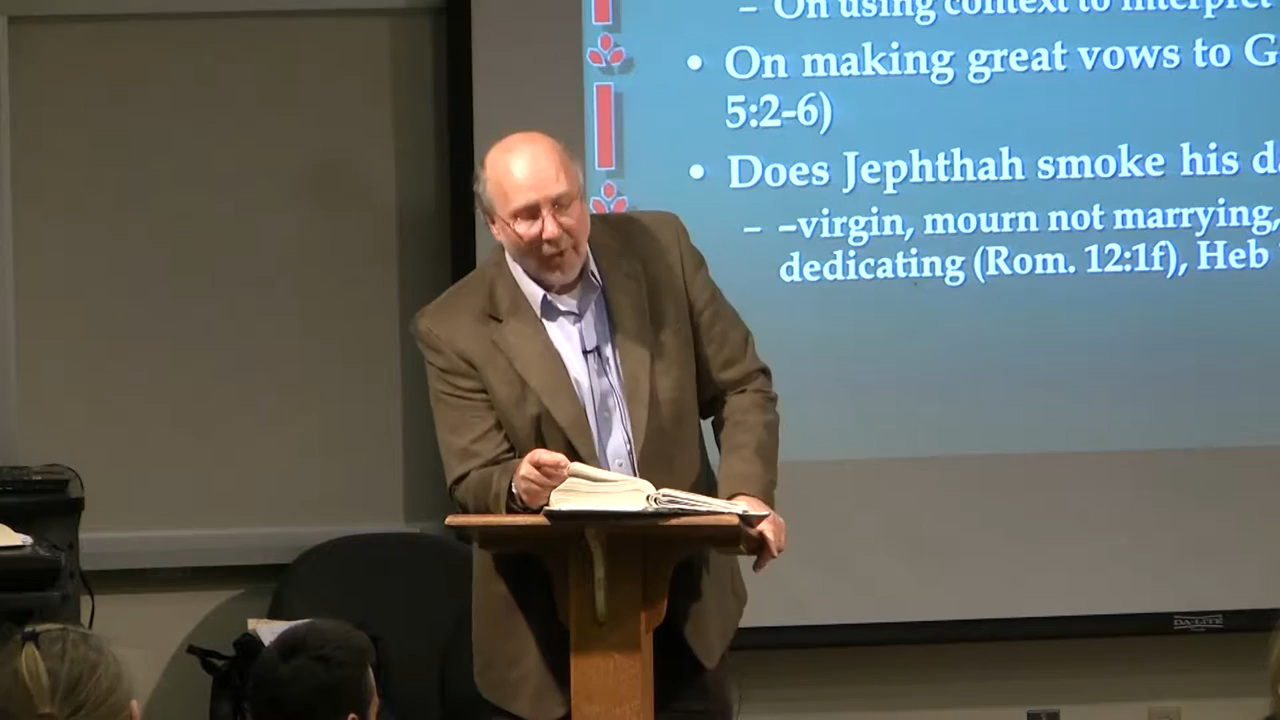 – On using context to interpret
• On making great vows to G
5:2-6)
• Does Jephthah smoke his d
– –virgin, mourn not marrying,
dedicating (Rom. 12:1f), Heb
DA-LITE